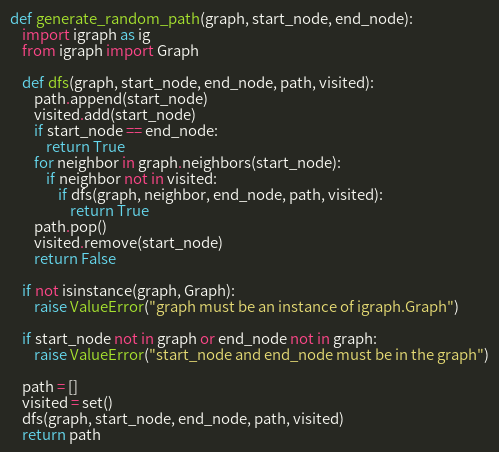 def generate_random_path(graph, start_node, end_node):
    import igraph as ig
    from igraph import Graph

    def dfs(graph, start_node, end_node, path, visited):
        path.append(start_node)
        visited.add(start_node)
        if start_node == end_node:
            return True
        for neighbor in graph.neighbors(start_node):
            if neighbor not in visited:
                if dfs(graph, neighbor, end_node, path, visited):
                    return True
        path.pop()
        visited.remove(start_node)
        return False

    if not isinstance(graph, Graph):
        raise ValueError("graph must be an instance of igraph.Graph")

    if start_node not in graph or end_node not in graph:
        raise ValueError("start_node and end_node must be in the graph")

    path = []
    visited = set()
    dfs(graph, start_node, end_node, path, visited)
    return path